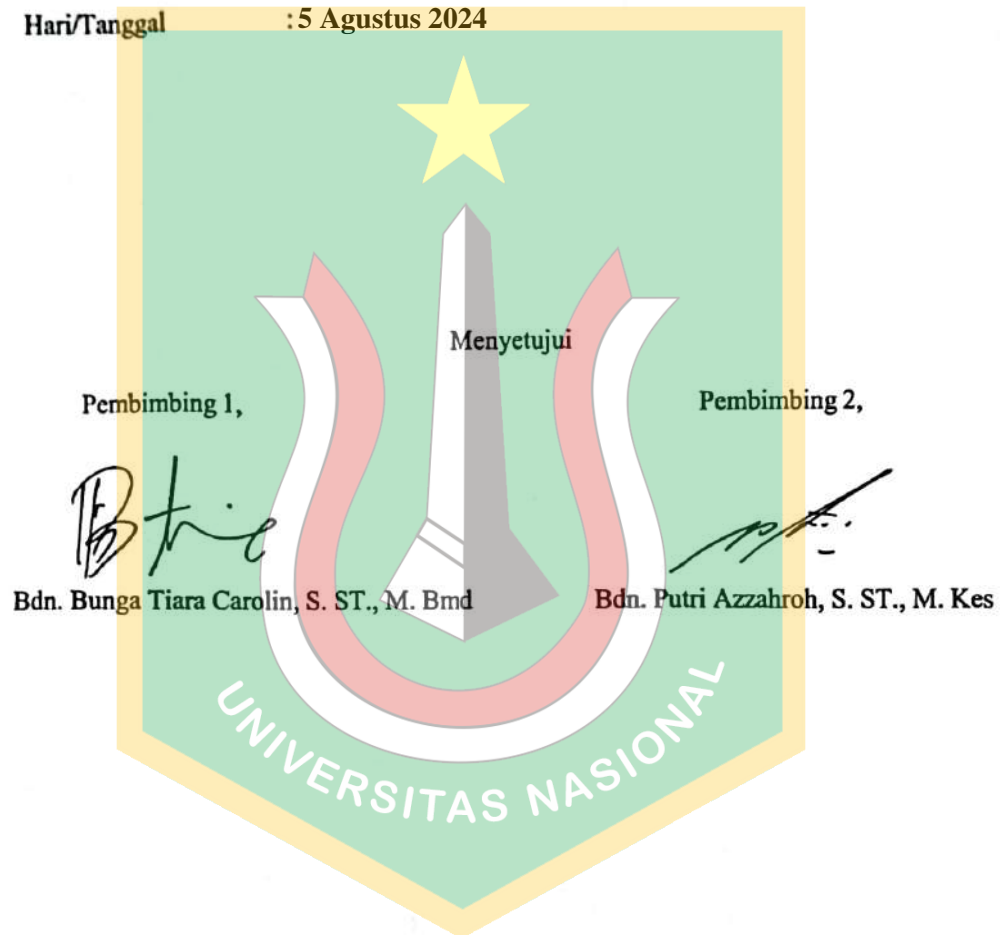 Hari/Tanggal : 5 Agustus 2024
Menyetujui
Pembimbing 1, Pembimbing 2,
Bdn. Bunga Tiara Carolin, S. ST., M. Bmd Bdn. Putri Azzahroh, S. ST., M. Kes
UNIVERSITAS NASIONAL